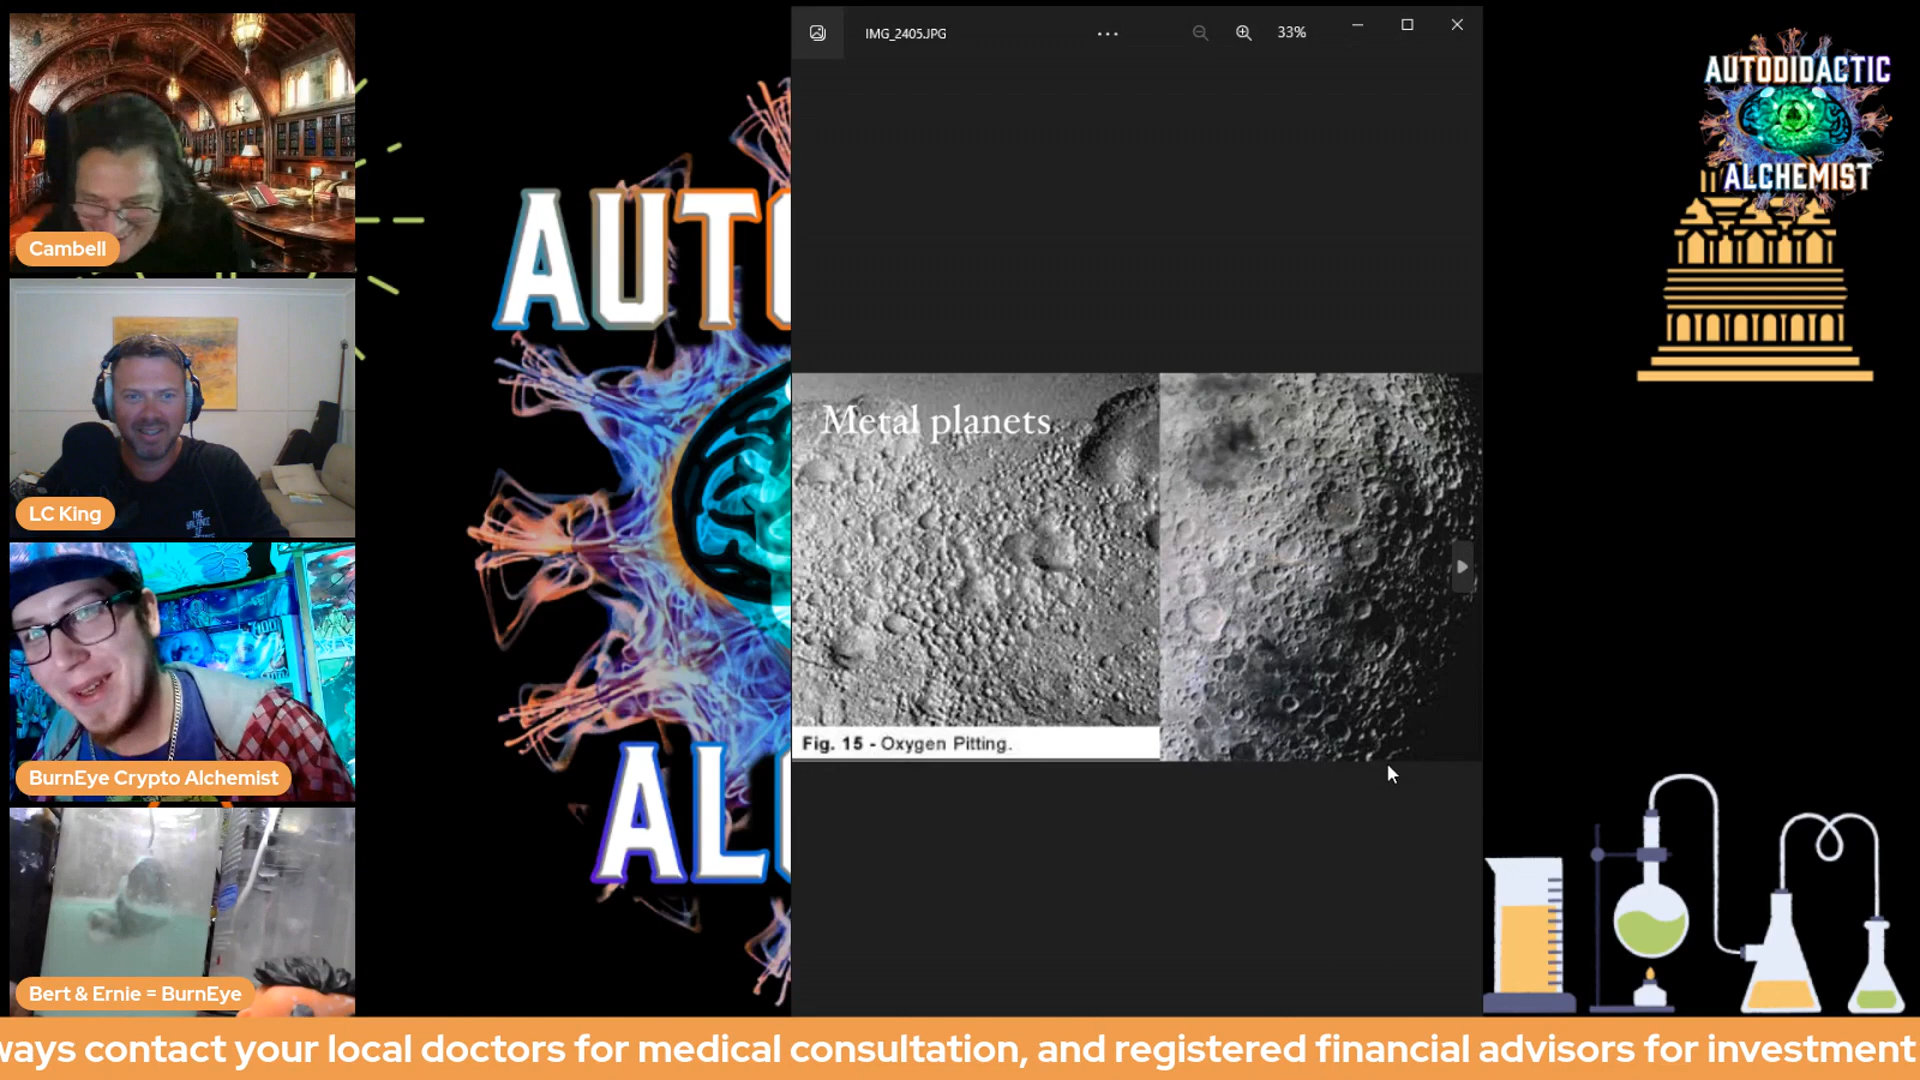 Cambell
LC King
BurnEye Crypto Alchemist
Bert & Ernie = BurnEye
AUTO
AL
IMG_2405.JPG
33%
Metal planets
Fig. 15 - Oxygen Pitting.
AUTODIDACTIC
ALCHEMIST
ways contact your local doctors for medical consultation, and registered financial advisors for investment